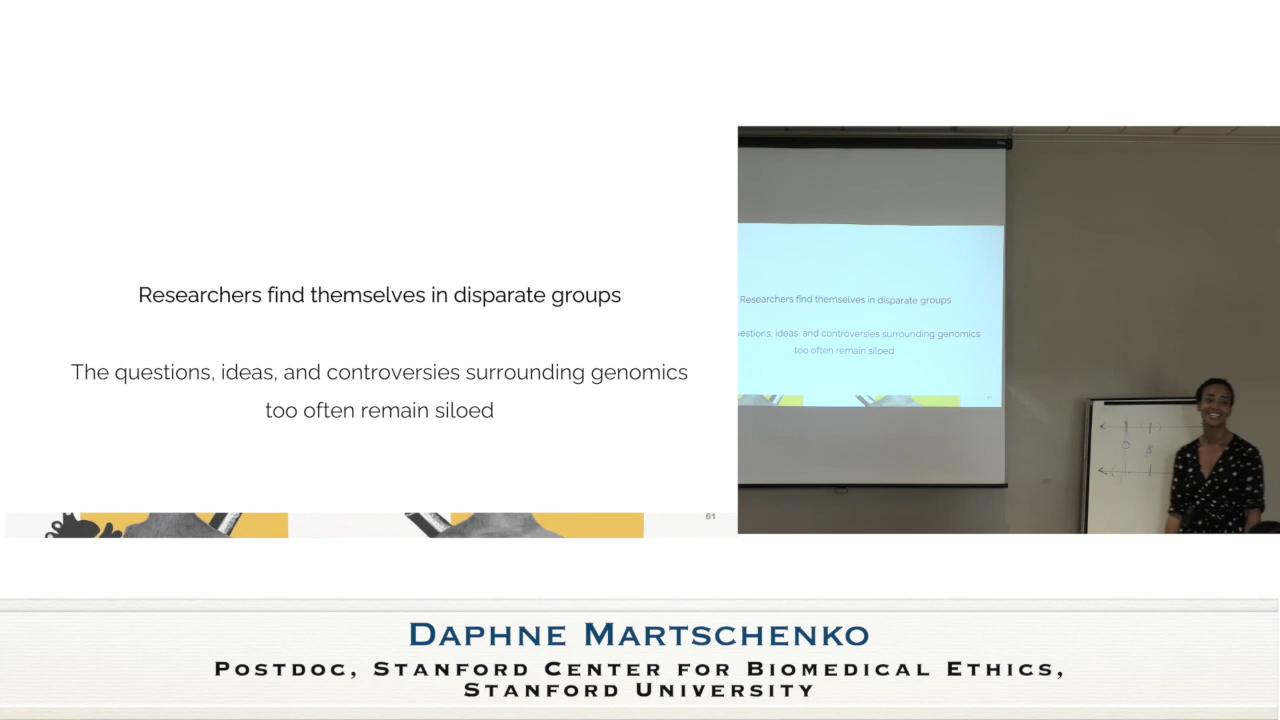 Researchers find themselves in disparate groups
The questions, ideas, and controversies surrounding genomics
too often remain siloed
61
Researchers find themselves in disparate groups
ideas, and controversies surrounding genomics
too often remain siloed
Daphne Martschenko
Postdoc, Stanford Center for Biomedical Ethics,
Stanford University